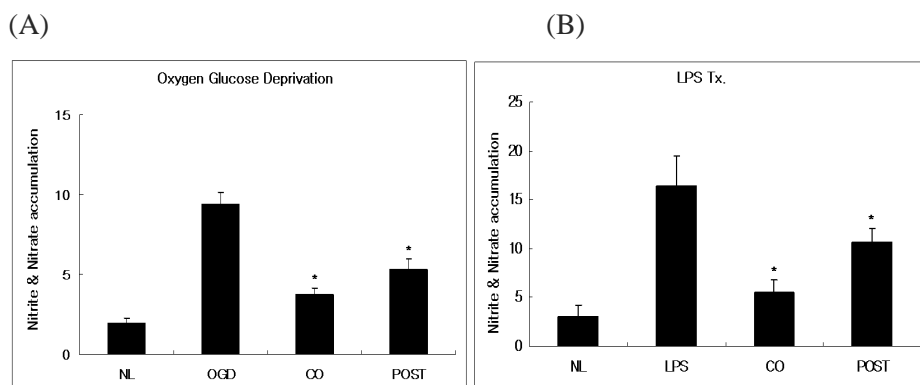 (A)
Oxygen Glucose Deprivation
Nitrite & Nitrate accumulation
15
10
5
0
*
*
NL OGD CO POST
(B)
LPS Tx.
Nitrite & Nitrate accumulation
25
20
15
10
5
0
*
*
NL LPS CO POST